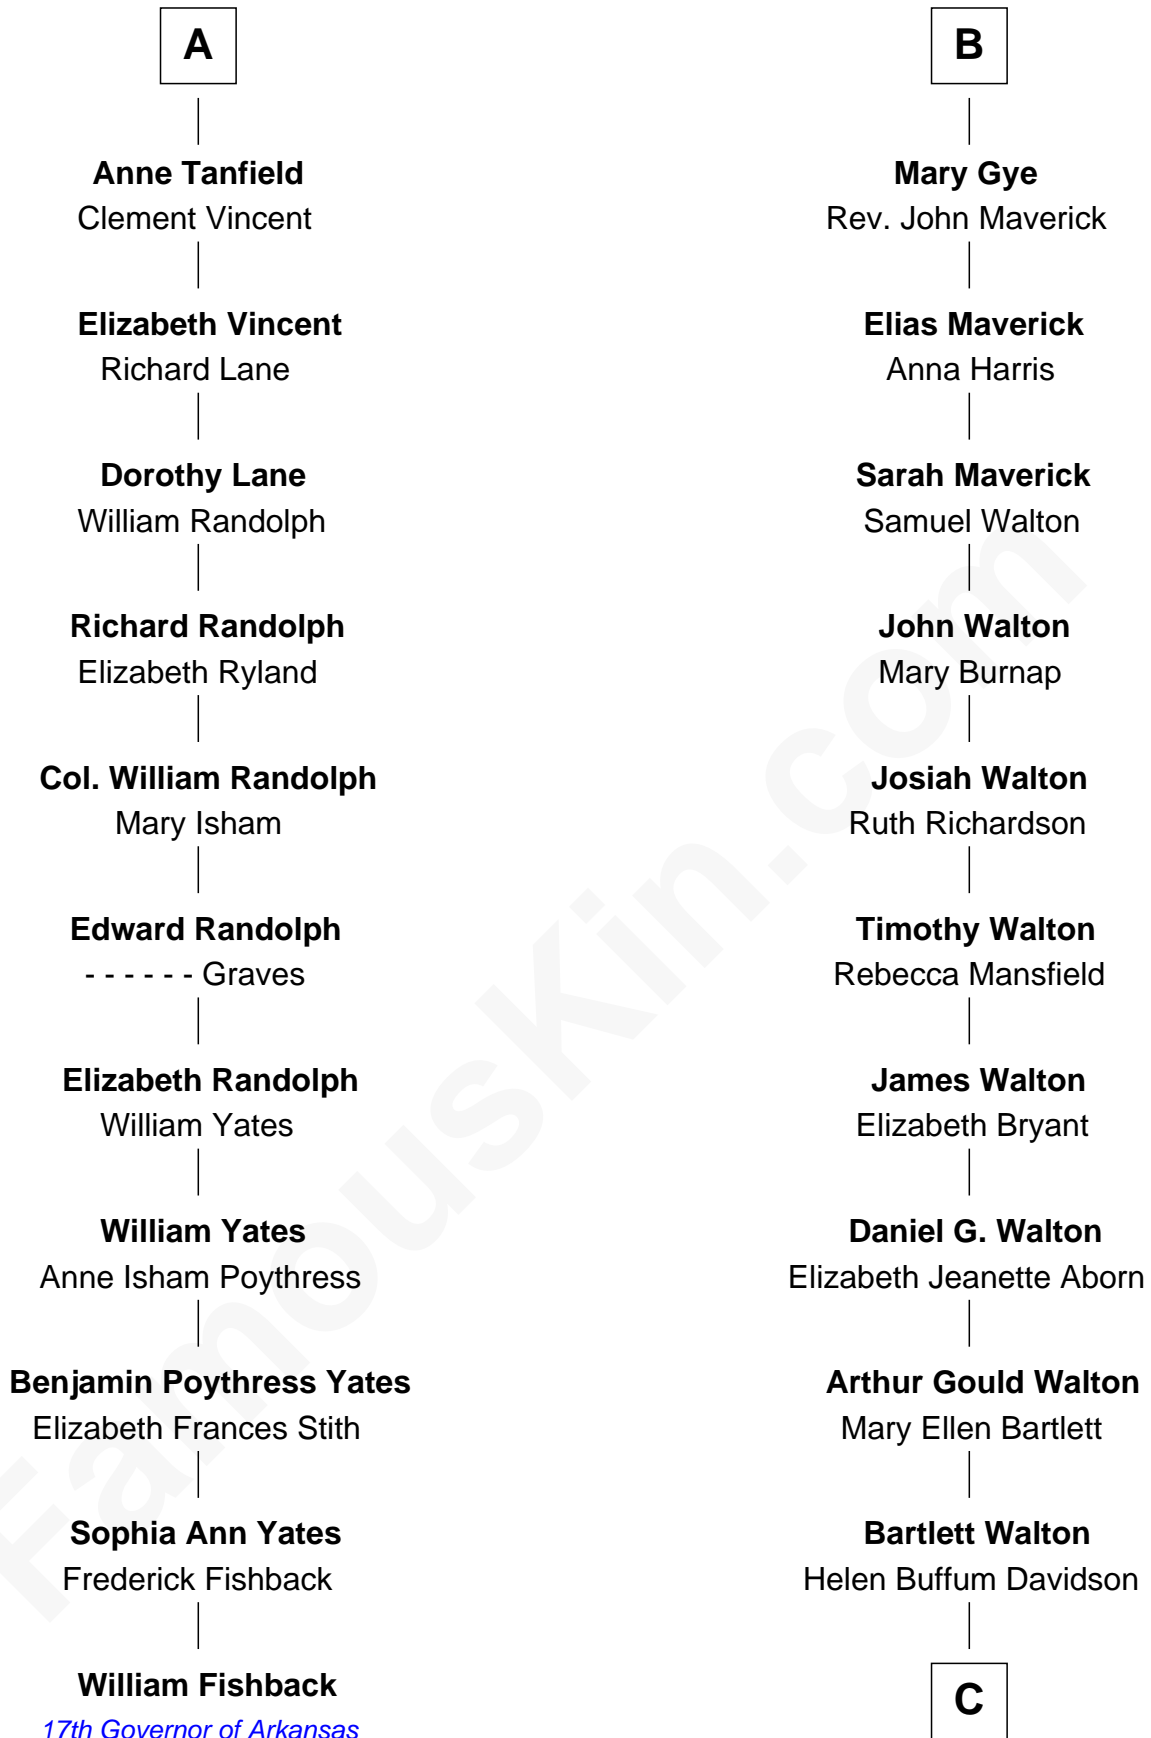 A
Anne Tanfield
Clement Vincent
Elizabeth Vincent
Richard Lane
Dorothy Lane
William Randolph
Richard Randolph
Elizabeth Ryland
Col. William Randolph
Mary Isham
Edward Randolph
- - - - - - Graves
Elizabeth Randolph
William Yates
William Yates
Anne Isham Poythress
Benjamin Poythress Yates
Elizabeth Frances Stith
Sophia Ann Yates
Frederick Fishback
William Fishback
17th Governor of Arkansas
B
Mary Gye
Rev. John Maverick
Elias Maverick
Anna Harris
Sarah Maverick
Samuel Walton
John Walton
Mary Burnap
Josiah Walton
Ruth Richardson
Timothy Walton
Rebecca Mansfield
James Walton
Elizabeth Bryant
Daniel G. Walton
Elizabeth Jeanette Aborn
Arthur Gould Walton
Mary Ellen Bartlett
Bartlett Walton
Helen Buffum Davidson
C
FamousKin.com